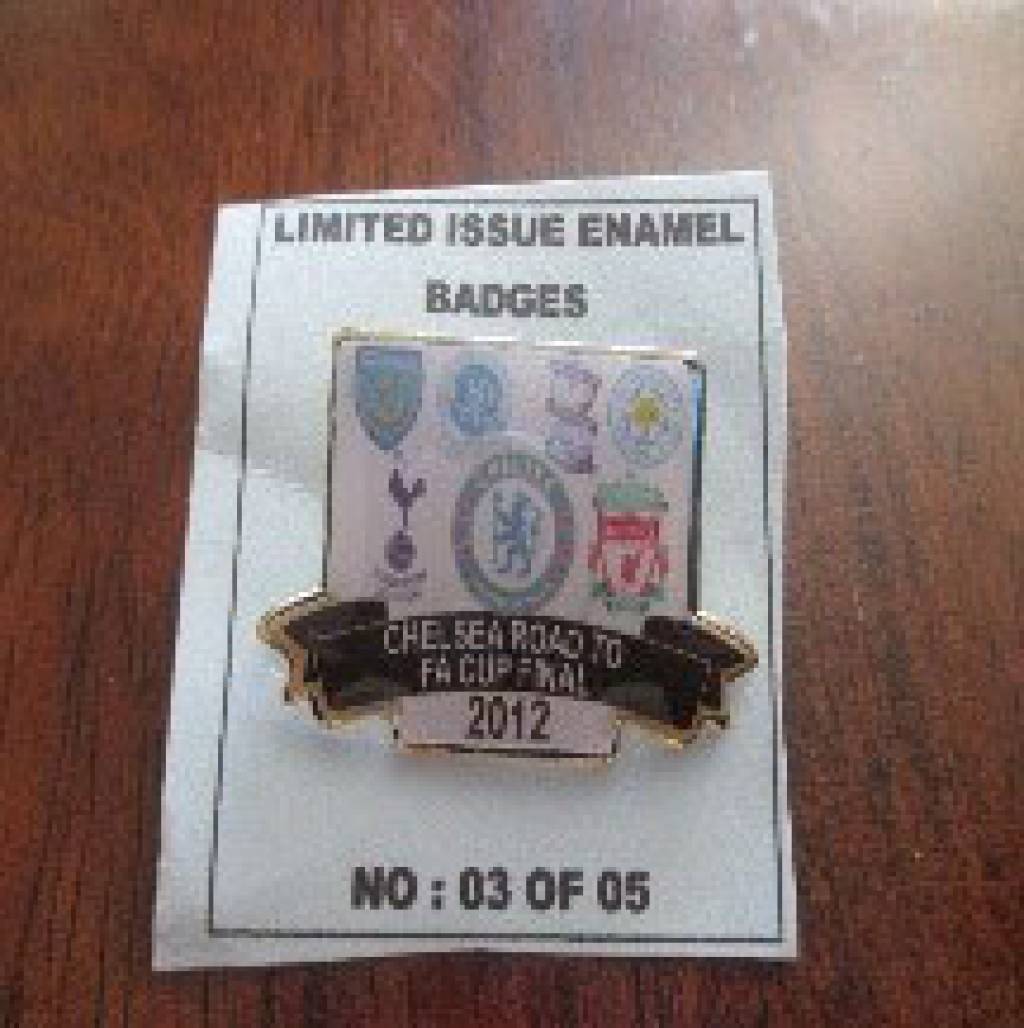 LIMITED ISSUE ENAMEL
BADGES
CHELSEA ROAD TO
FA CUP FINAL
2012
NO : 03 OF 05